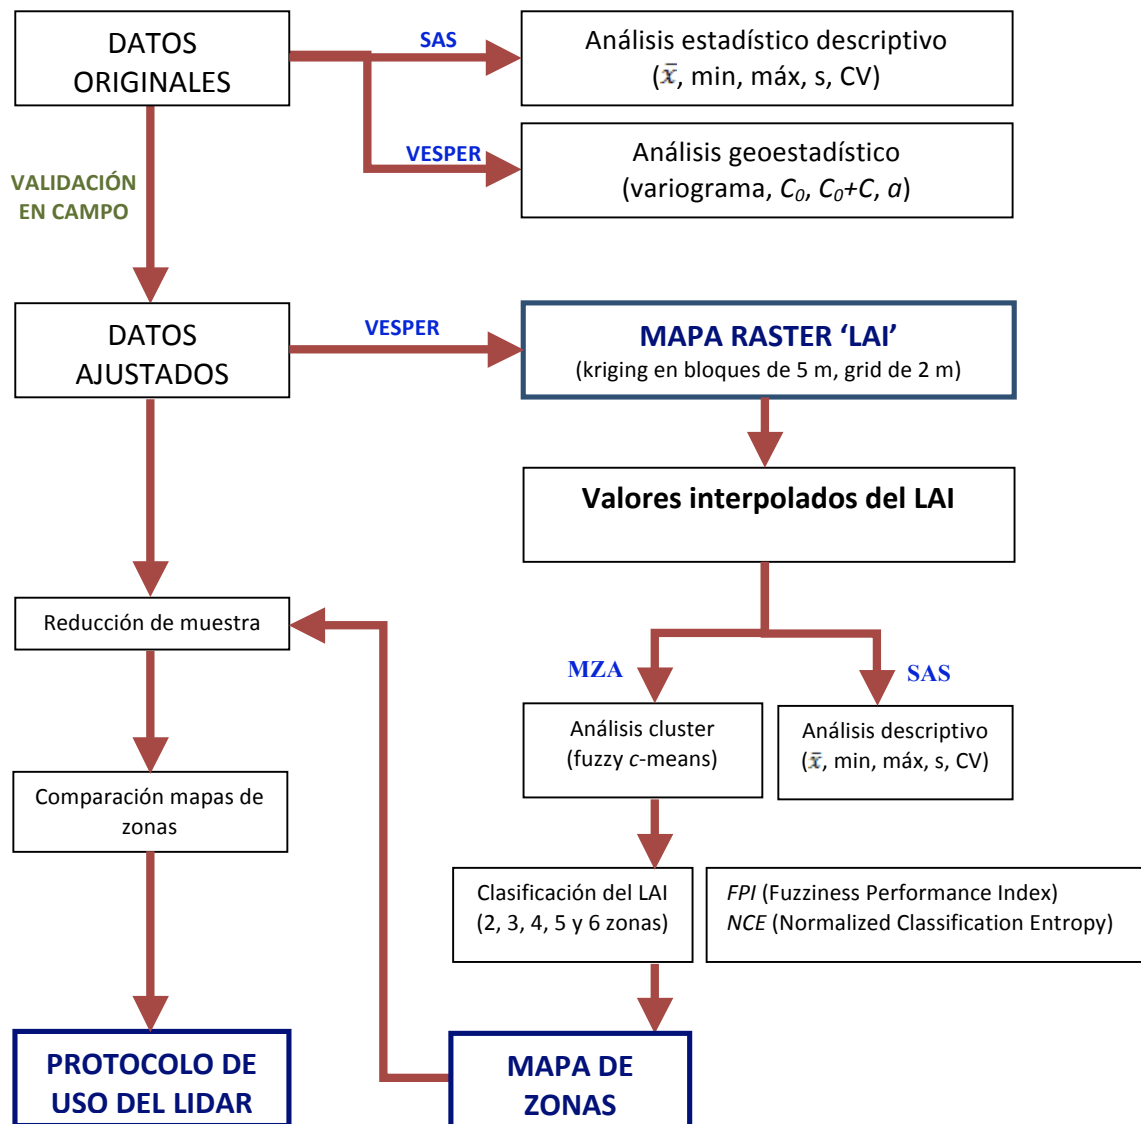 DATOS
ORIGINALES
SAS
Análisis estadístico descriptivo
(x̄, min, máx, s, CV)
VESPER
Análisis geoestadístico
(variograma, C₀, C₀+C, a)
VALIDACIÓN
EN CAMPO
DATOS
AJUSTADOS
VESPER
MAPA RASTER ‘LAI’
(kriging en bloques de 5 m, grid de 2 m)
Valores interpolados del LAI
Reducción de muestra
MZA
SAS
Análisis cluster
(fuzzy c-means)
Análisis descriptivo
(x̄, min, máx, s, CV)
Comparación mapas de
zonas
Clasificación del LAI
(2, 3, 4, 5 y 6 zonas)
FPI (Fuzziness Performance Index)
NCE (Normalized Classification Entropy)
PROTOCOLO DE
USO DEL LIDAR
MAPA DE
ZONAS